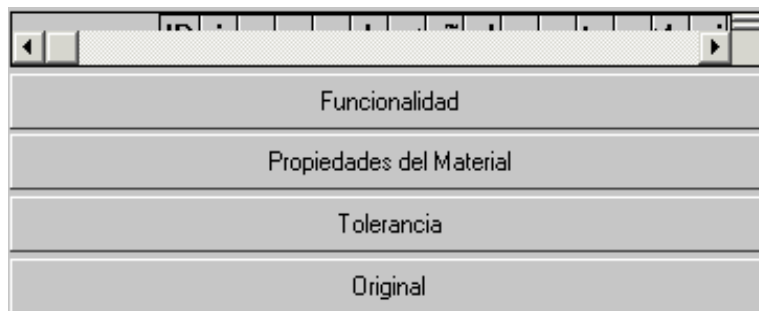 Funcionalidad
Propiedades del Material
Tolerancia
Original